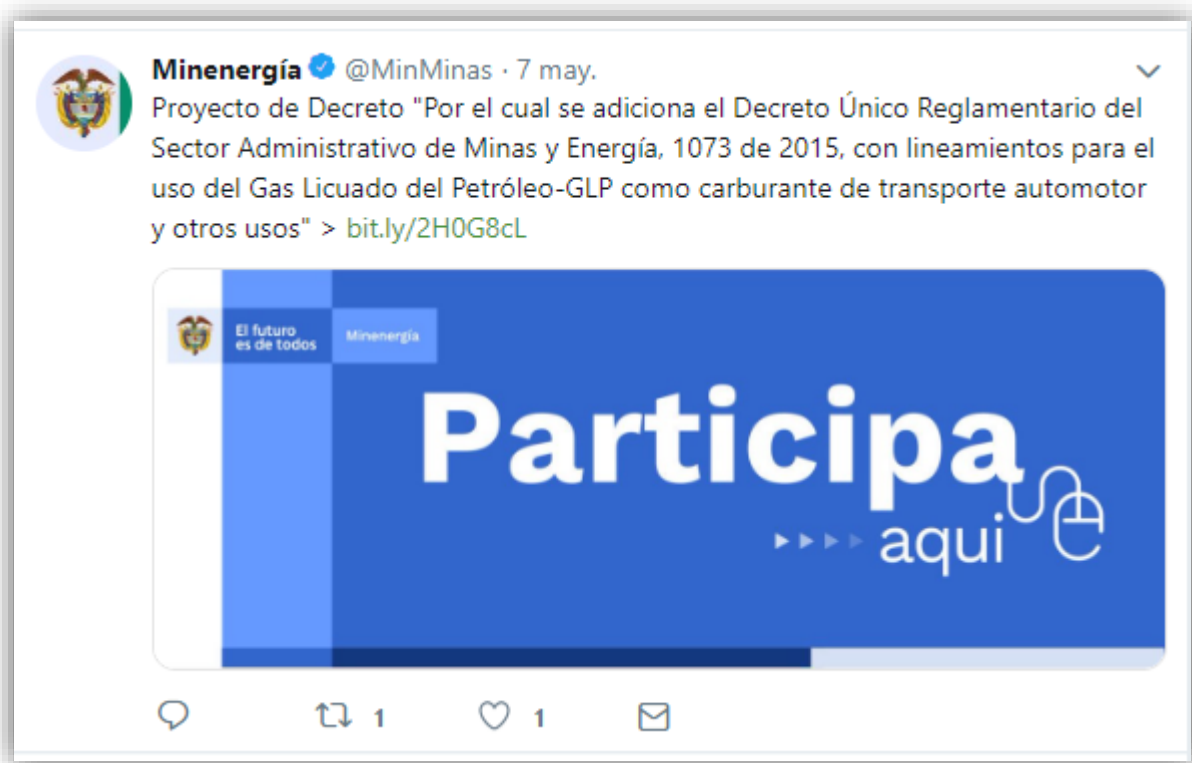 Minenergía @MinMinas · 7 may.
Proyecto de Decreto "Por el cual se adiciona el Decreto Único Reglamentario del
Sector Administrativo de Minas y Energía, 1073 de 2015, con lineamientos para el
uso del Gas Licuado del Petróleo-GLP como carburante de transporte automotor
y otros usos" > bit.ly/2H0G8cL
El futuro
es de todos
Minenergía
Participa
aqui
1
1